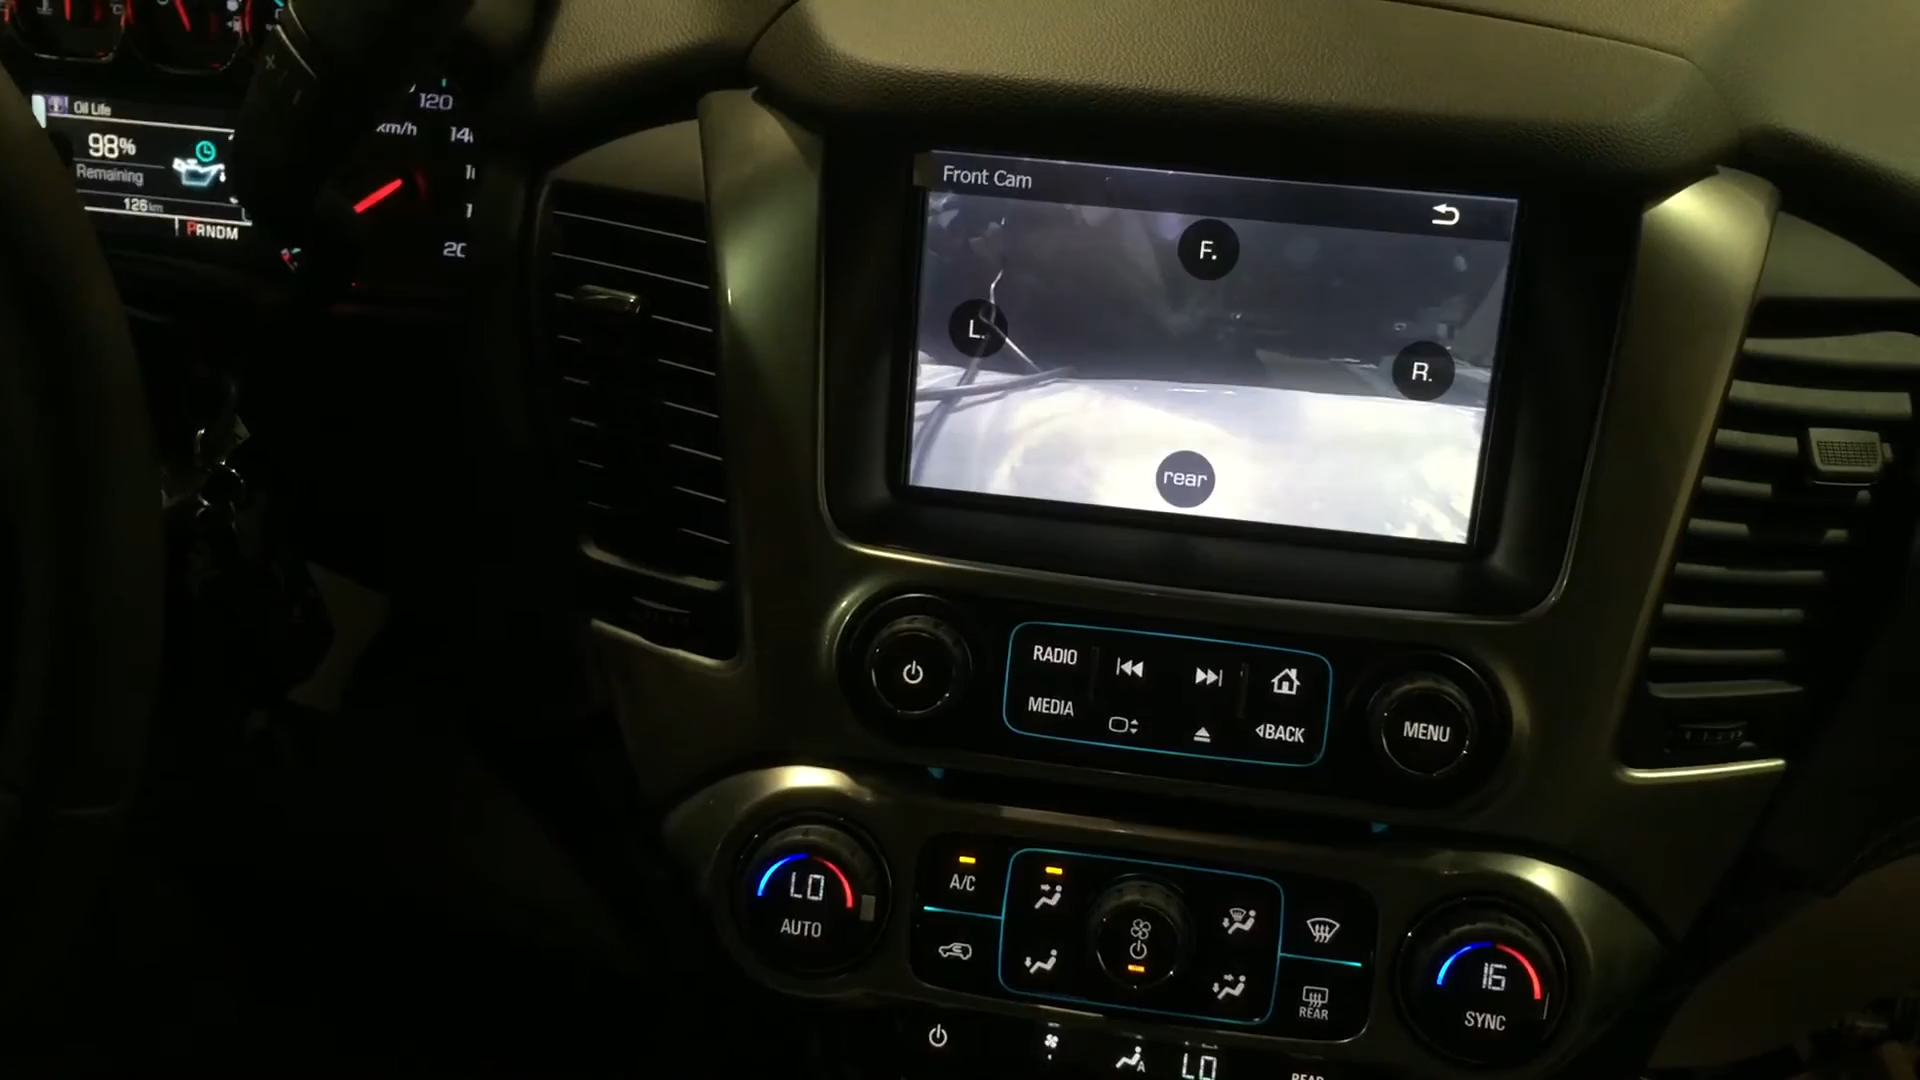 Oil Life
98%
Remaining
126 km
PRNDM
120
km/h
Front Cam
F.
L.
R.
rear
RADIO
MEDIA
BACK
MENU
LO
AUTO
A/C
REAR
16
SYNC
LO